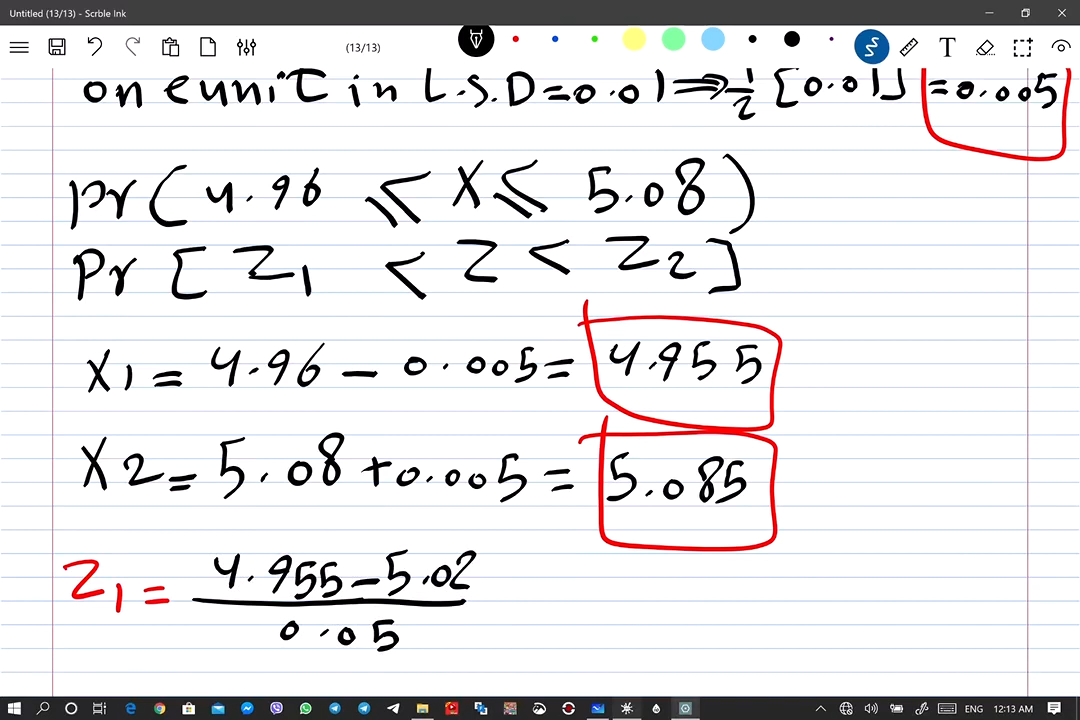 Untitled (13/13) - Scrble Ink
(13/13)
T
on eunit in L.S.D=0.01⇒ 1/2 [0.01] =0.005
pr( 4.96 ≤ X ≤ 5.08 )
Pr [ Z1 < Z < Z2 ]
X1 = 4.96 - 0.005 = 4.955
X2 = 5.08 + 0.005 = 5.085
Z1 = 4.955 - 5.02
0.05
ENG 12:13 AM